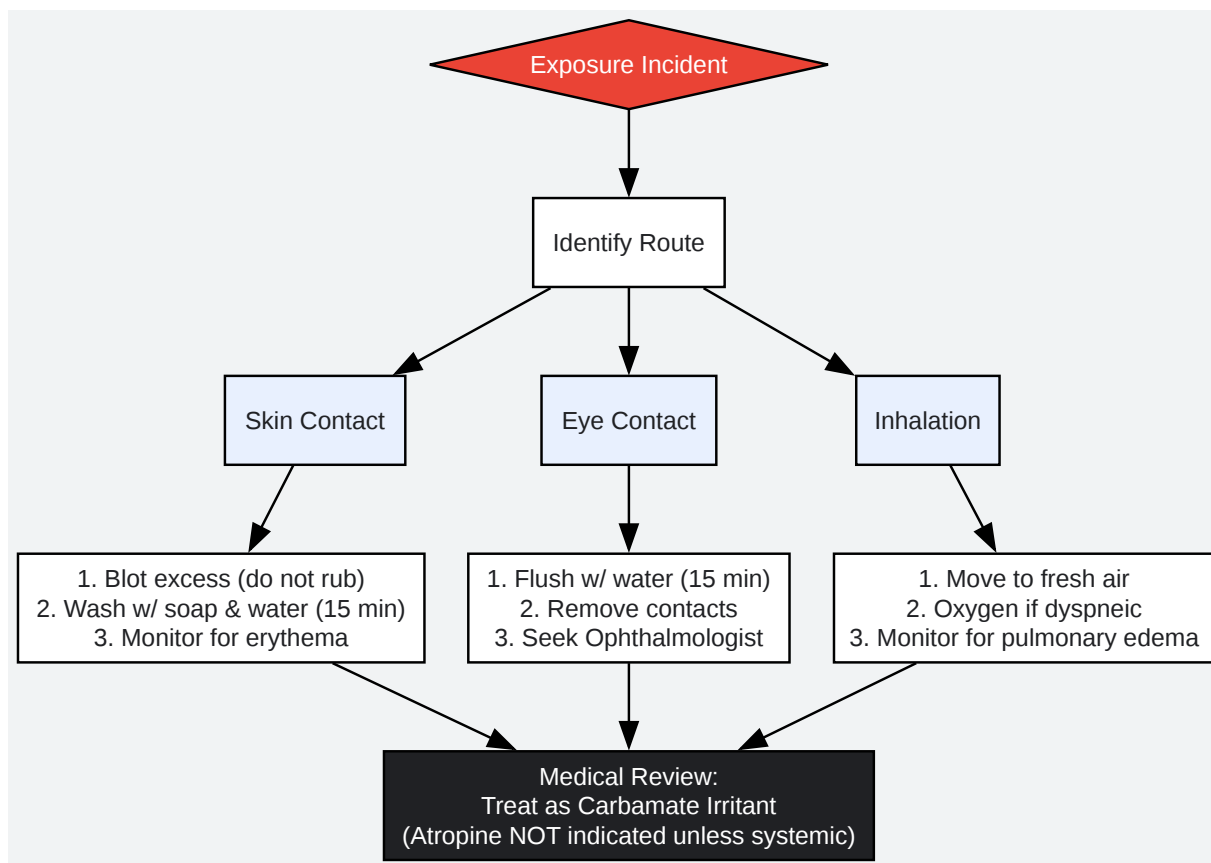 Exposure Incident
Identify Route
Skin Contact
Eye Contact
Inhalation
1. Blot excess (do not rub)
2. Wash w/ soap & water (15 min)
3. Monitor for erythema
1. Flush w/ water (15 min)
2. Remove contacts
3. Seek Ophthalmologist
1. Move to fresh air
2. Oxygen if dyspneic
3. Monitor for pulmonary edema
Medical Review:
Treat as Carbamate Irritant
(Atropine NOT indicated unless systemic)